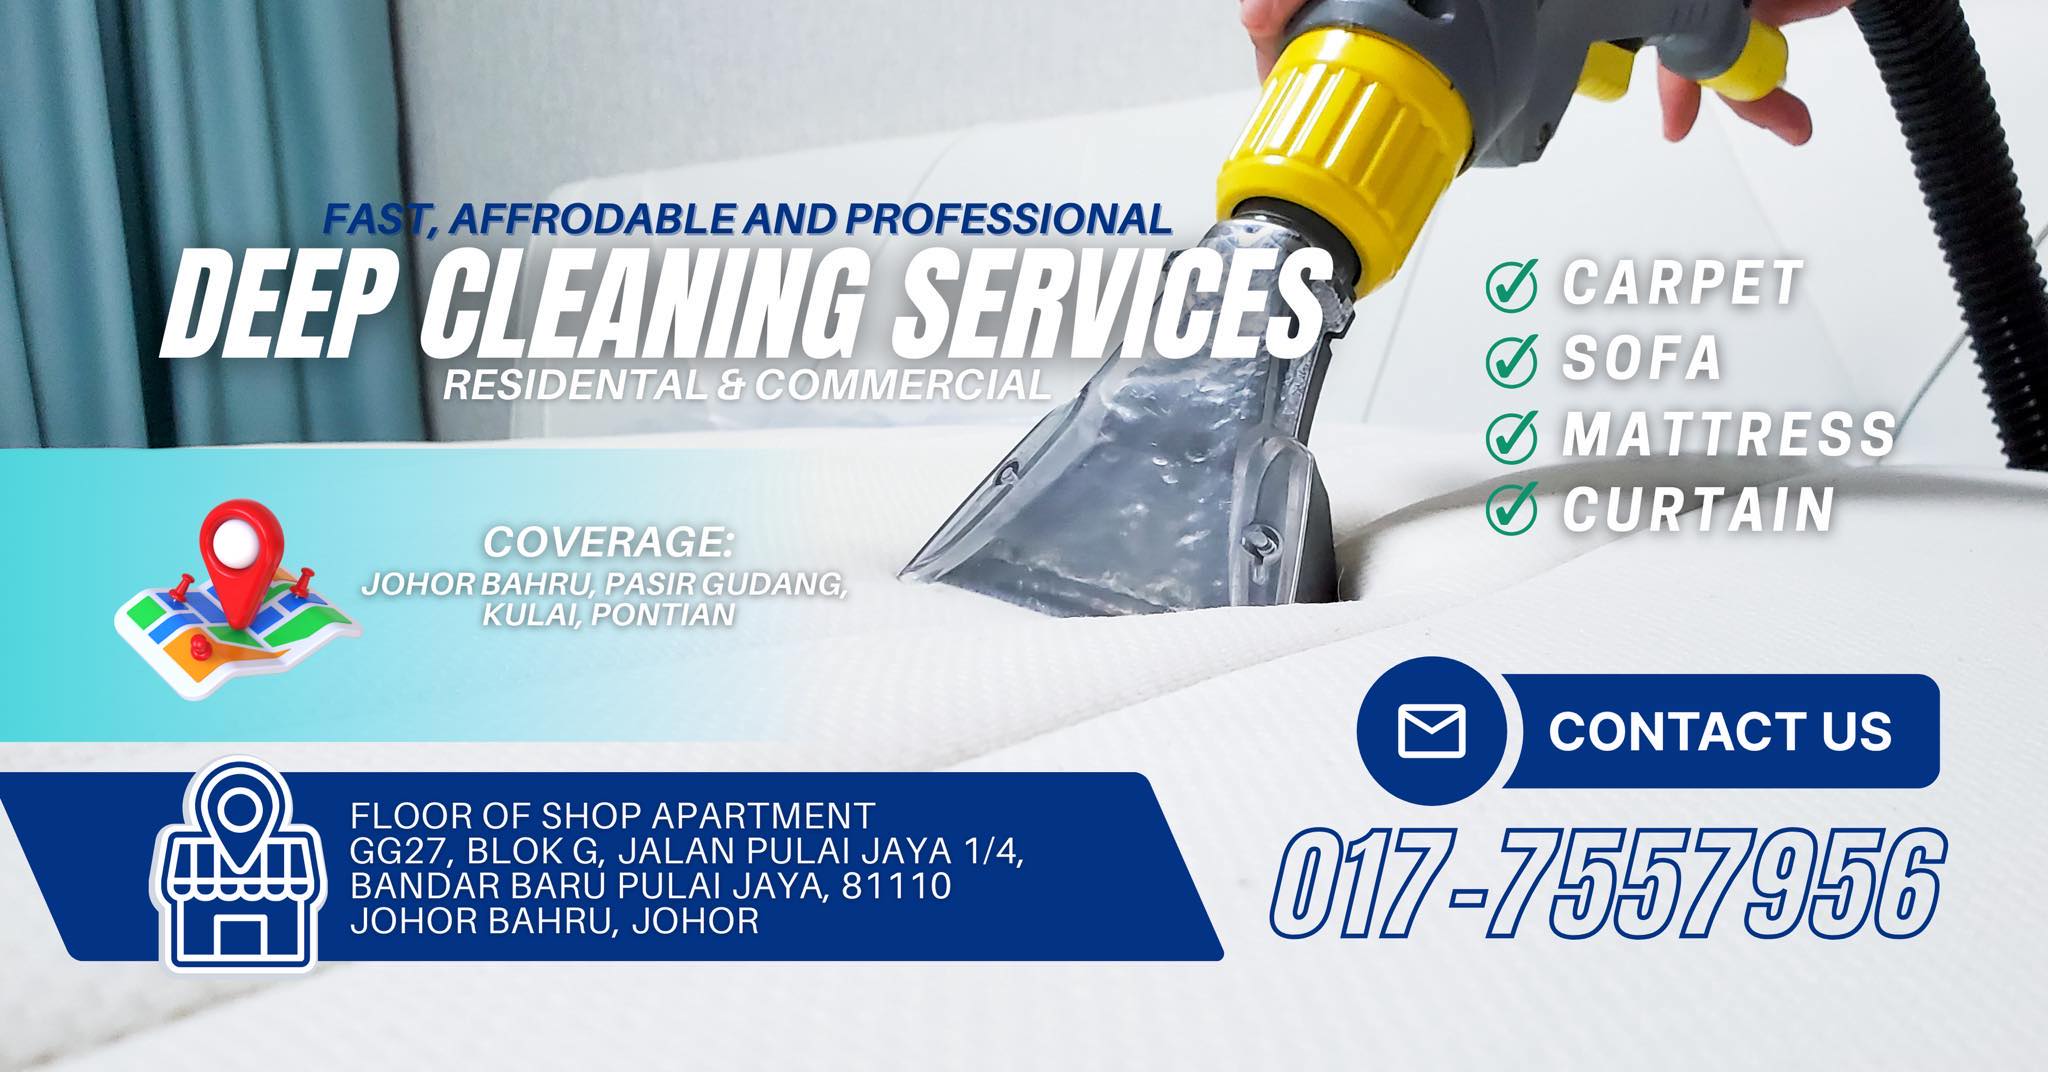 FAST, AFFRODABLE AND PROFESSIONAL
DEEP CLEANING SERVICES
RESIDENTAL & COMMERCIAL
CARPET
SOFA
MATTRESS
CURTAIN
COVERAGE:
JOHOR BAHRU, PASIR GUDANG,
KULAI, PONTIAN
FLOOR OF SHOP APARTMENT
GG27, BLOK G, JALAN PULAI JAYA 1/4,
BANDAR BARU PULAI JAYA, 81110
JOHOR BAHRU, JOHOR
CONTACT US
017-7557956